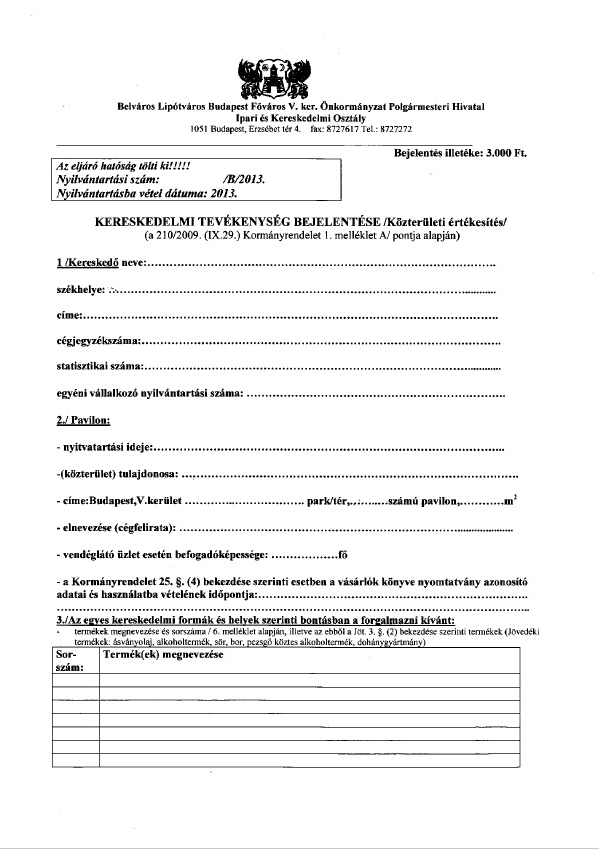 Belváros Lipótváros Budapest Főváros V. ker. Önkormányzat Polgármesteri Hivatal
Ipari és Kereskedelmi Osztály
1051 Budapest, Erzsébet tér 4. fax: 8727617 Tel.: 8727272
Bejelentés illetéke: 3.000 Ft.
Az eljáró hatóság tölti ki!!!!!
Nyilvántartási szám: /B/2013.
Nyilvántartásba vétel dátuma: 2013.
KERESKEDELMI TEVÉKENYSÉG BEJELENTÉSE /Közterületi értékesítés/
(a 210/2009. (IX.29.) Kormányrendelet 1. melléklet A/ pontja alapján)
1 /Kereskedő neve:……………………………………………………………………………….
székhelye: ……………………………………………………………………………...........
címe:……………………………………………………………………………………………….
cégjegyzékszáma:………………………………………………………………………………….
statisztikai száma:…………………………………………………………………………...........
egyéni vállalkozó nyilvántartási száma: ………………………………………………………….
2./ Pavilon:
- nyitvatartási ideje:……………………………………………………………………………...
-(közterület) tulajdonosa: …………………………………………………………………………….
- címe:Budapest,V.kerület …………………………. park/tér,…………számú pavilon,…………m²
- elnevezése (cégfelirata): ……………………………………………………………....................
- vendéglátó üzlet esetén befogadóképessége: ………………fő
- a Kormányrendelet 25. §. (4) bekezdése szerinti esetben a vásárlók könyve nyomtatvány azonosító
adatai és használatba vételének időpontja:…………………………………………………………….
…………………………………………………………………………………………………………..
3./Az egyes kereskedelmi formák és helyek szerinti bontásban a forgalmazni kívánt:
- termékek megnevezése és sorszáma / 6. melléklet alapján, illetve az ebből a Jöt. 3. §. (2) bekezdése szerinti termékek (Jövedéki
termékek: ásványolaj, alkoholtermék, sör, bor, pezsgő köztes alkoholtermék, dohánygyártmány)
Sor-
szám:
Termék(ek) megnevezése